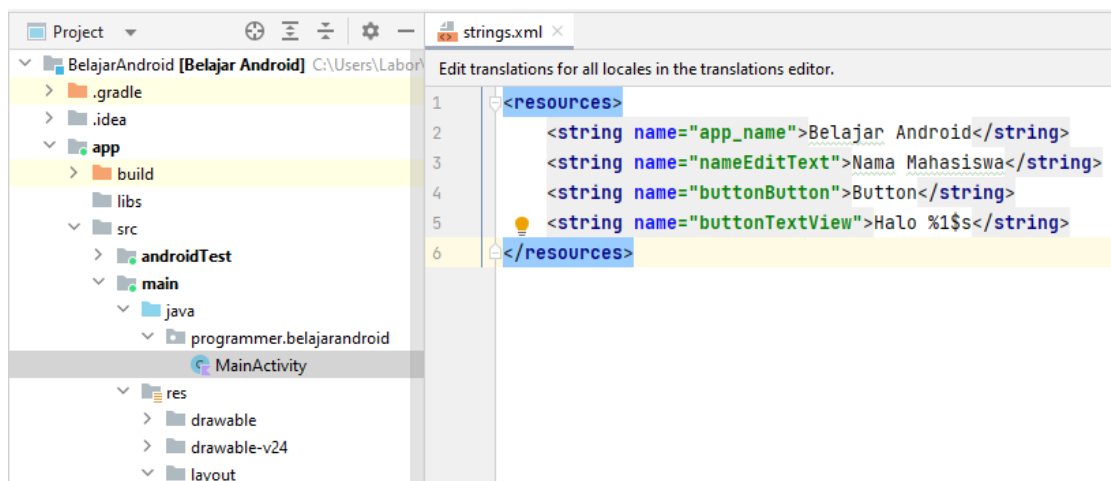 Project
BelajarAndroid [Belajar Android] C:\Users\Labor
.gradle
.idea
app
build
libs
src
androidTest
main
java
programmer.belajarandroid
MainActivity
res
drawable
drawable-v24
layout
strings.xml
Edit translations for all locales in the translations editor.
1 <resources>
2 <string name="app_name">Belajar Android</string>
3 <string name="nameEditText">Nama Mahasiswa</string>
4 <string name="buttonButton">Button</string>
5 <string name="buttonTextView">Halo %1$s</string>
6 </resources>